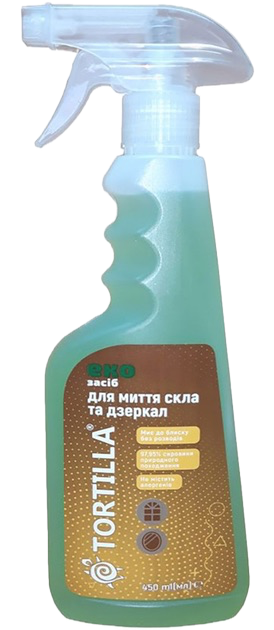 еко
засіб
для миття скла
та дзеркал
TORTILLA®
Миє до блиску
без розводів
97,85% сировини
природного
походження
Не містить
алергенів
450 ml(мл) ℮